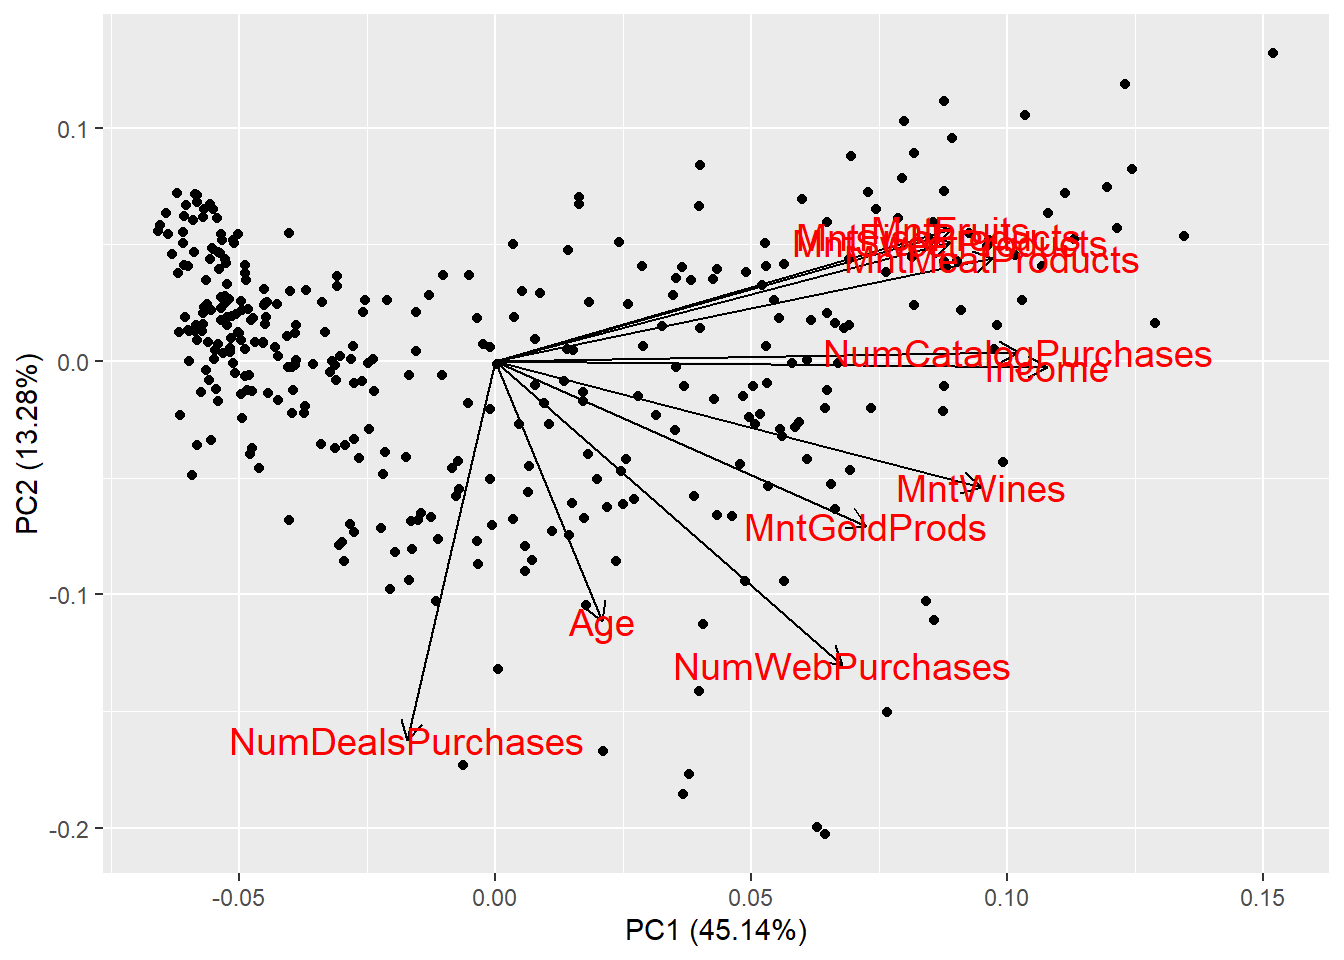 0.1
0.0
-0.1
-0.2
PC2 (13.28%)
MntFruits
MntMeatProducts
NumCatalogPurchases
Income
MntWines
MntGoldProds
Age
NumWebPurchases
NumDealsPurchases
-0.05
0.00
0.05
0.10
0.15
PC1 (45.14%)